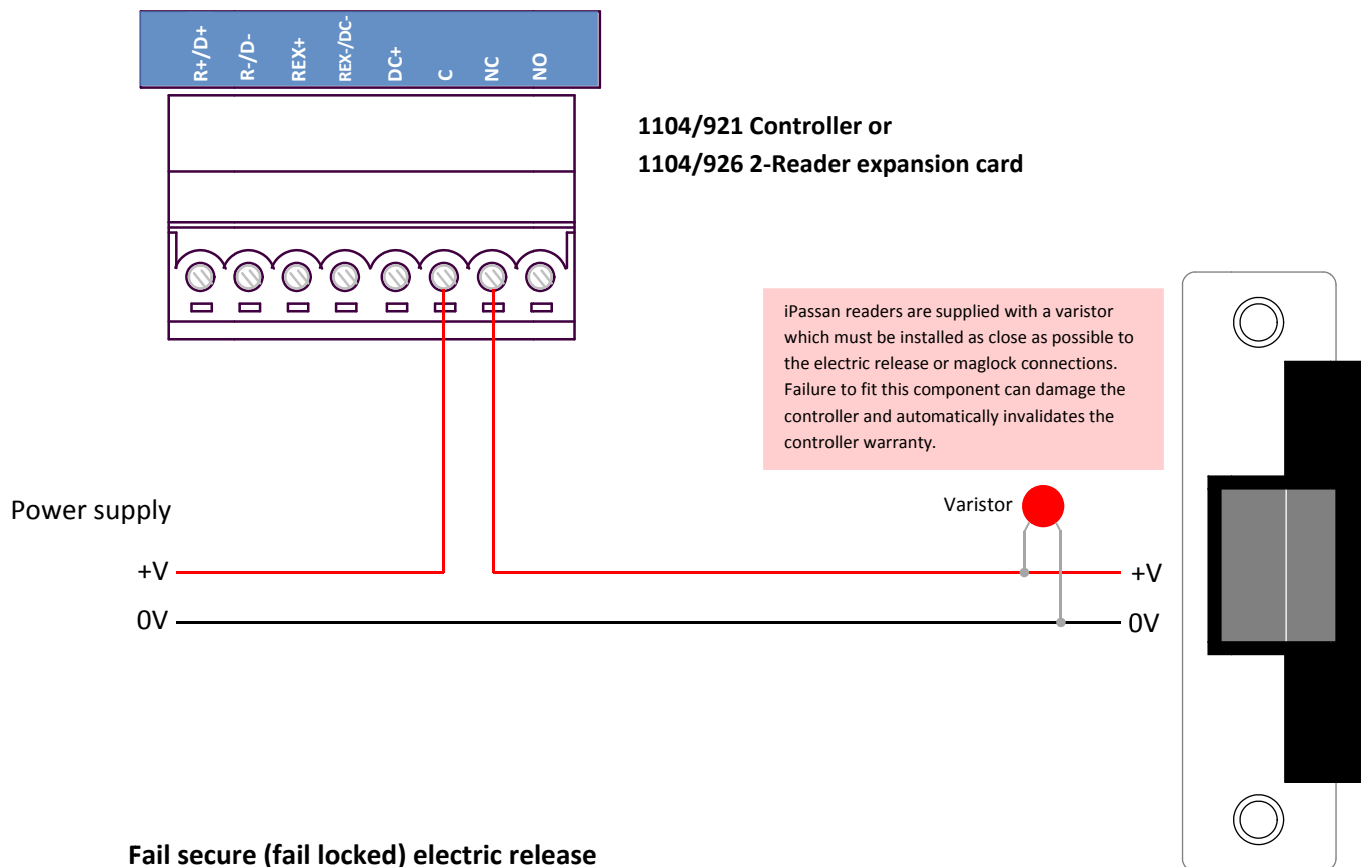 R+/D+
R-/D-
REX+
REX-/DC-
DC+
C
NC
NO
1104/921 Controller or
1104/926 2-Reader expansion card
iPassan readers are supplied with a varistor
which must be installed as close as possible to
the electric release or maglock connections.
Failure to fit this component can damage the
controller and automatically invalidates the
controller warranty.
Power supply
Varistor
+V
+V
0V
0V
Fail secure (fail locked) electric release